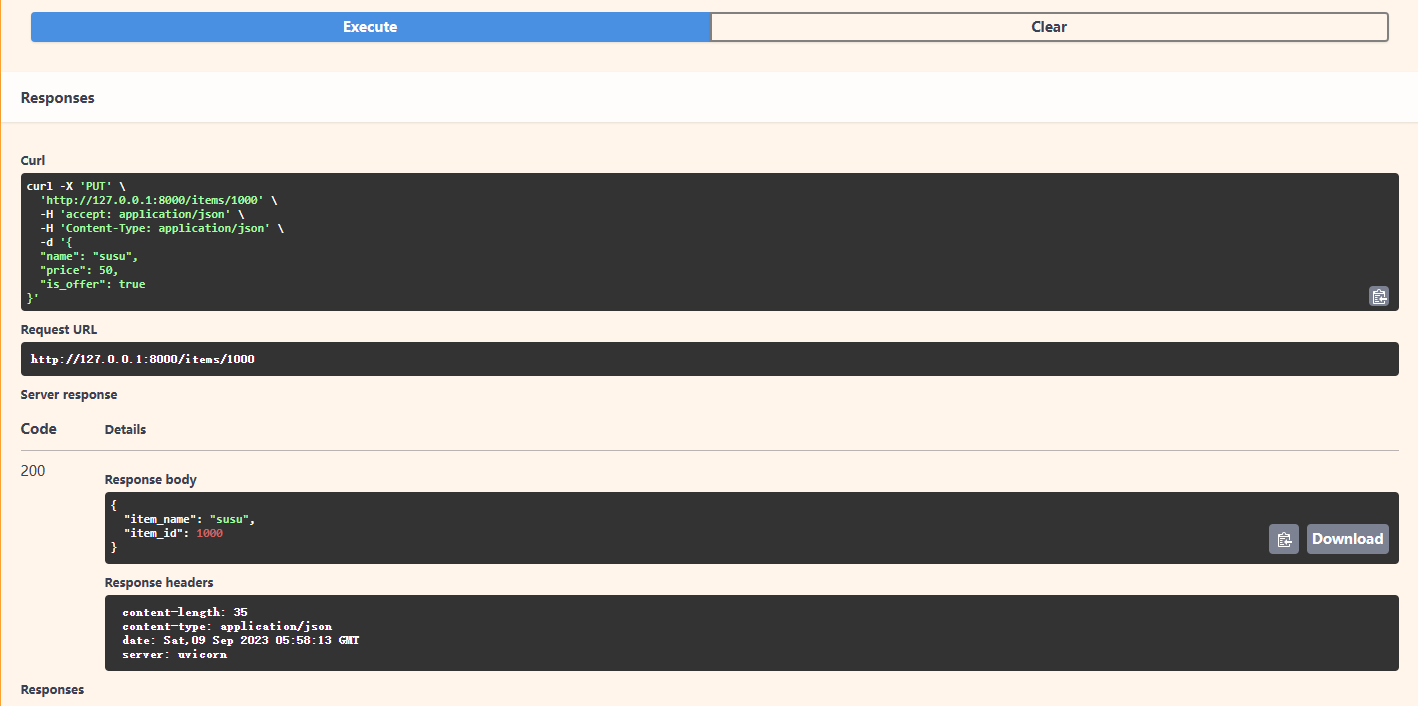 Execute
Clear
Responses
Curl
curl -X 'PUT' \
  'http://127.0.0.1:8000/items/1000' \
  -H 'accept: application/json' \
  -H 'Content-Type: application/json' \
  -d '{
  "name": "susu",
  "price": 50,
  "is_offer": true
}'
Request URL
http://127.0.0.1:8000/items/1000
Server response
Code Details
200
Response body
{
  "item_name": "susu",
  "item_id": 1000
}
Download
Response headers
content-length: 35
content-type: application/json
date: Sat,09 Sep 2023 05:58:13 GMT
server: uvicorn
Responses